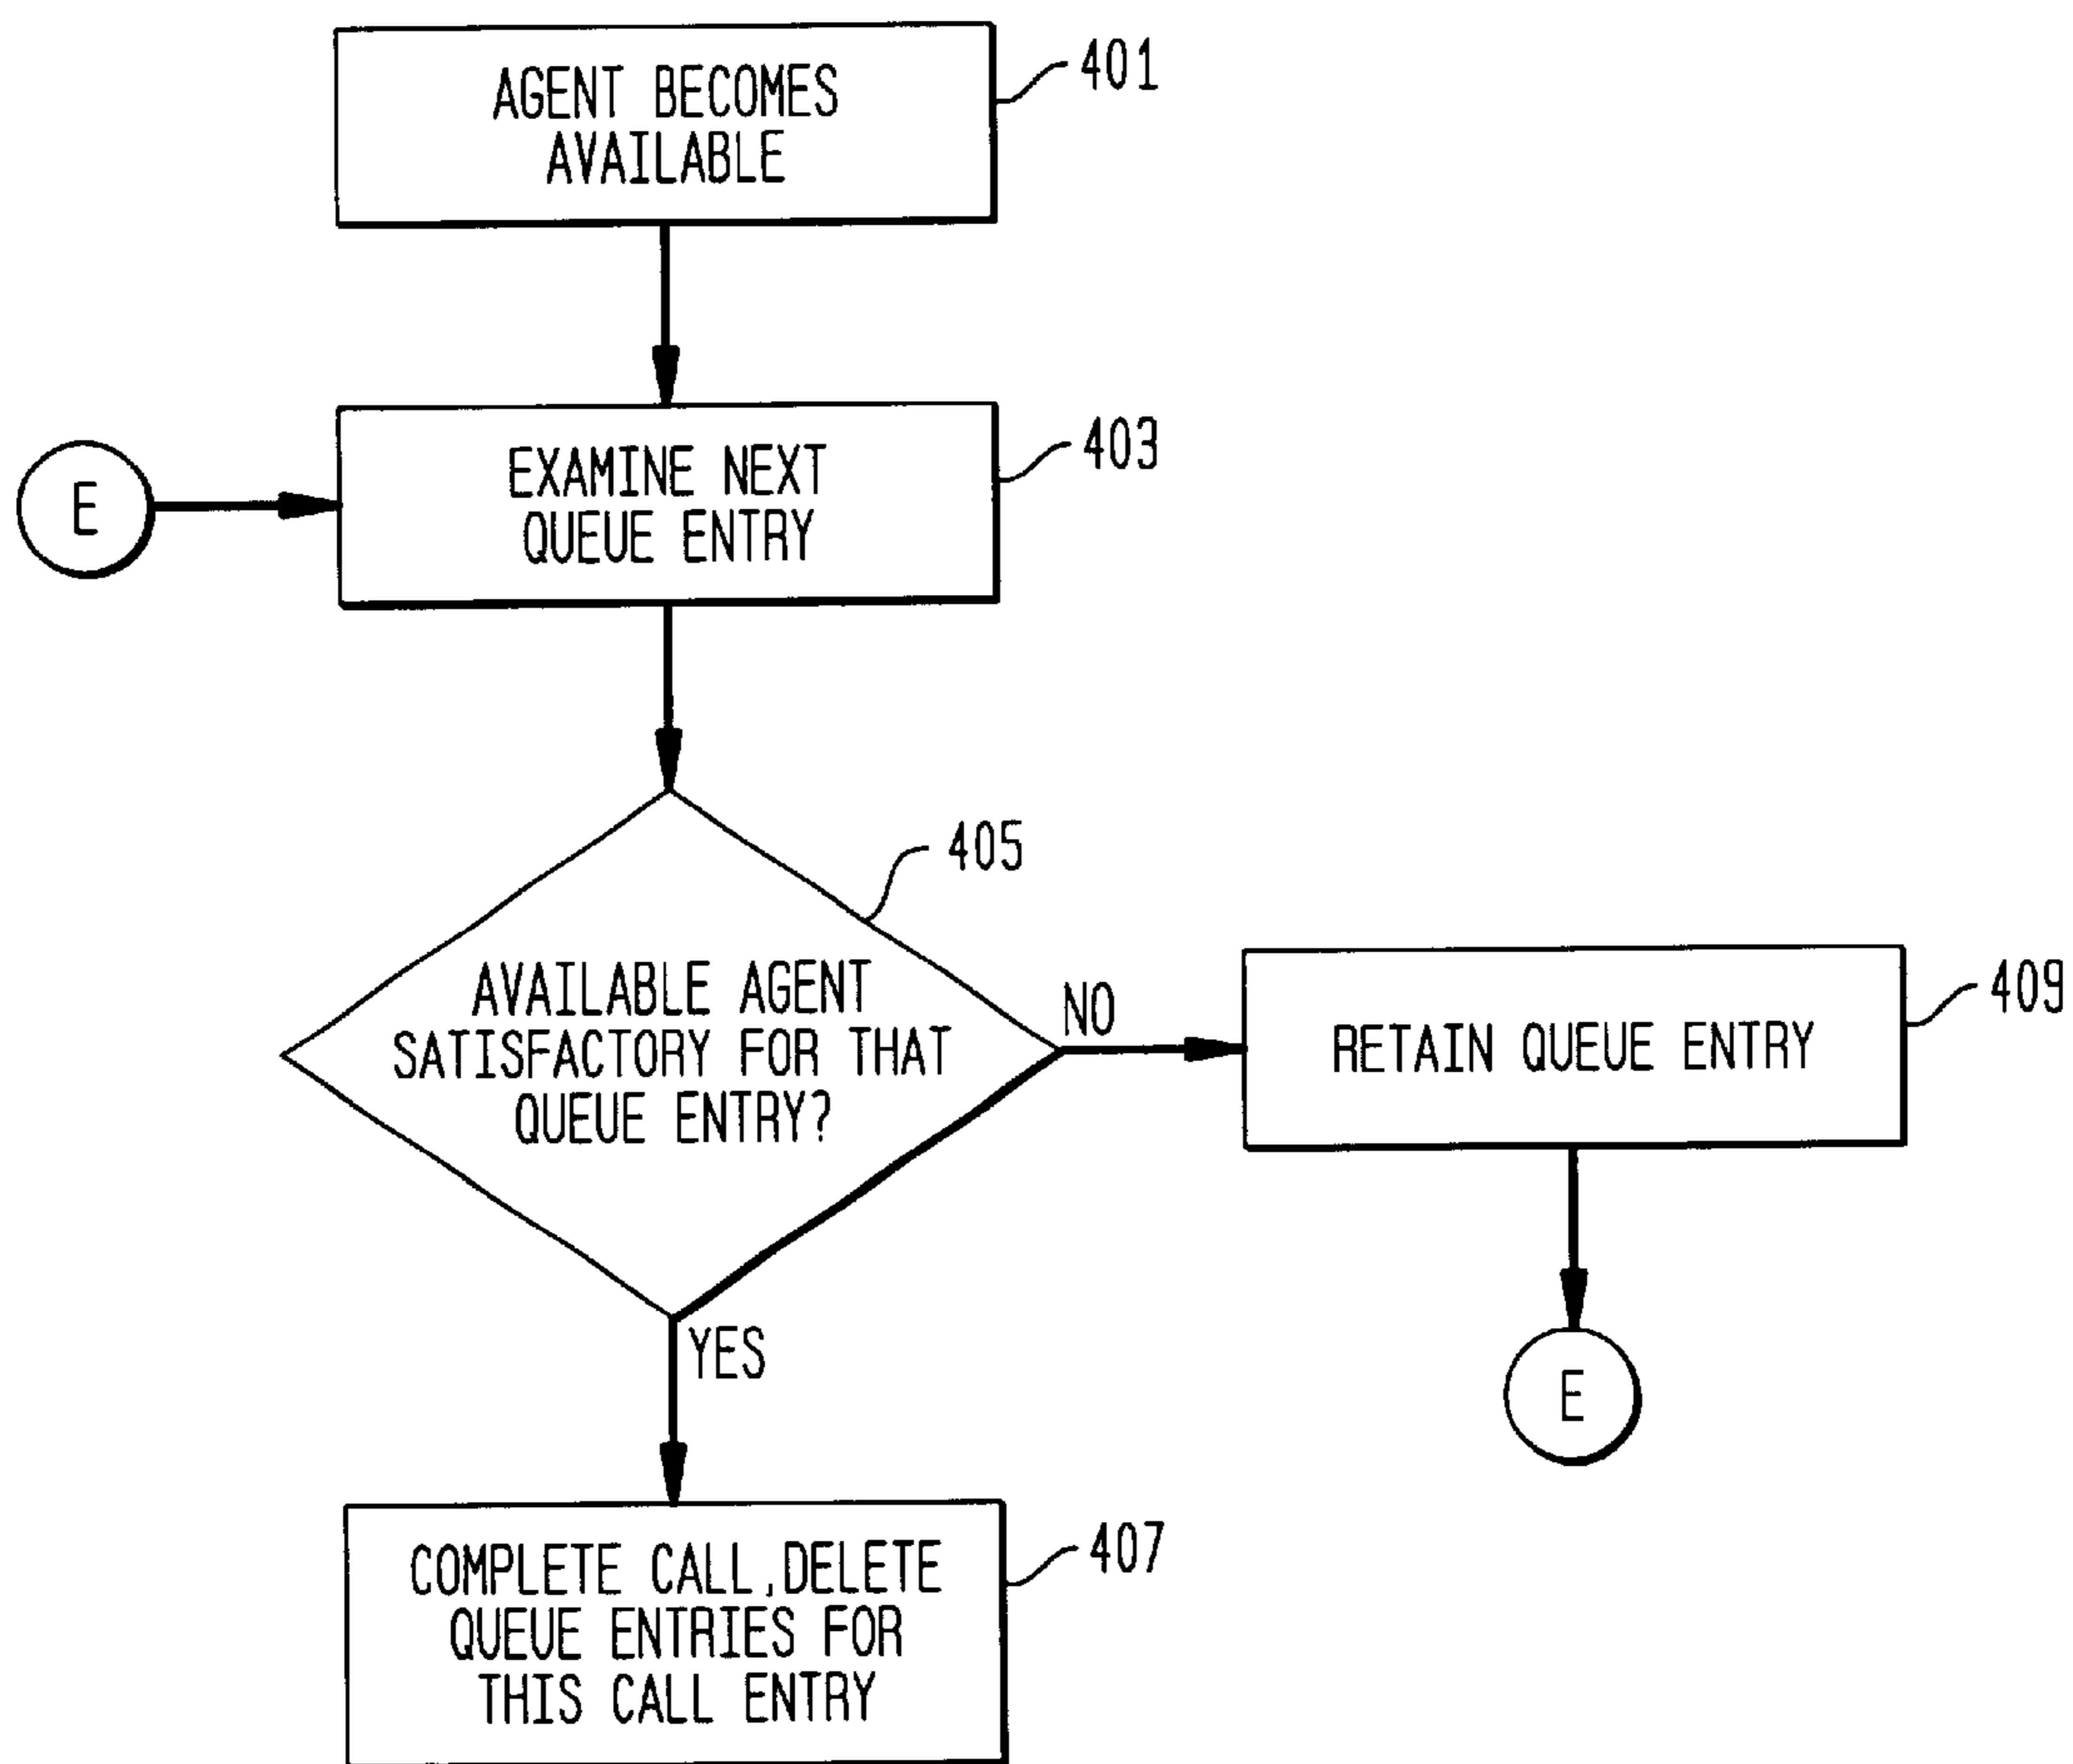 AGENT BECOMES
AVAILABLE
401
E
EXAMINE NEXT
QUEUE ENTRY
403
405
AVAILABLE AGENT
SATISFACTORY FOR THAT
QUEUE ENTRY?
NO
RETAIN QUEUE ENTRY
409
YES
E
COMPLETE CALL, DELETE
QUEUE ENTRIES FOR
THIS CALL ENTRY
407